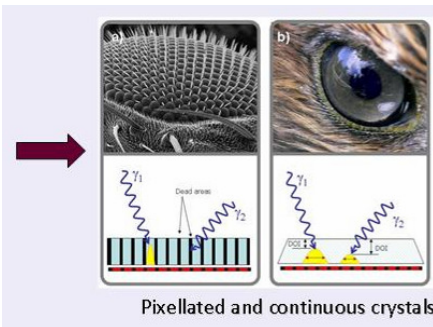 a)
b)
γ₁
Dead areas
γ₂
γ₁
γ₂
DOI
DOI
Pixellated and continuous crystals